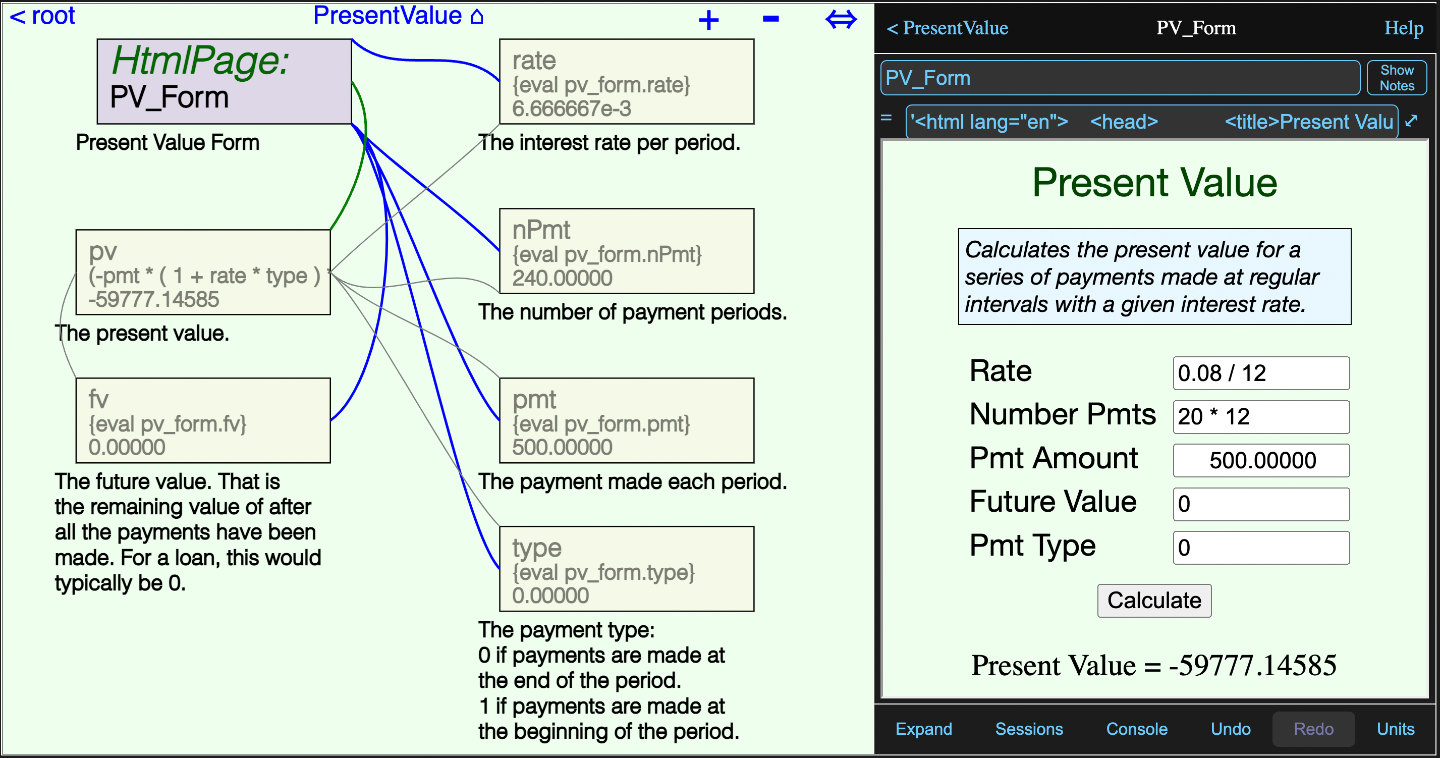 < root
PresentValue ⌂
+ - ⇔
HtmlPage:
PV_Form
Present Value Form
rate
{eval pv_form.rate}
6.666667e-3
The interest rate per period.
pv
(-pmt * ( 1 + rate * type ) *
-59777.14585
The present value.
nPmt
{eval pv_form.nPmt}
240.00000
The number of payment periods.
fv
{eval pv_form.fv}
0.00000
The future value. That is
the remaining value of after
all the payments have been
made. For a loan, this would
typically be 0.
pmt
{eval pv_form.pmt}
500.00000
The payment made each period.
type
{eval pv_form.type}
0.00000
The payment type:
0 if payments are made at
the end of the period.
1 if payments are made at
the beginning of the period.
< PresentValue
PV_Form
Help
PV_Form
Show
Notes
= '<html lang="en"> <head> <title>Present Valu
Present Value
Calculates the present value for a
series of payments made at regular
intervals with a given interest rate.
Rate 0.08 / 12
Number Pmts 20 * 12
Pmt Amount 500.00000
Future Value 0
Pmt Type 0
Calculate
Present Value = -59777.14585
Expand Sessions Console Undo Redo Units